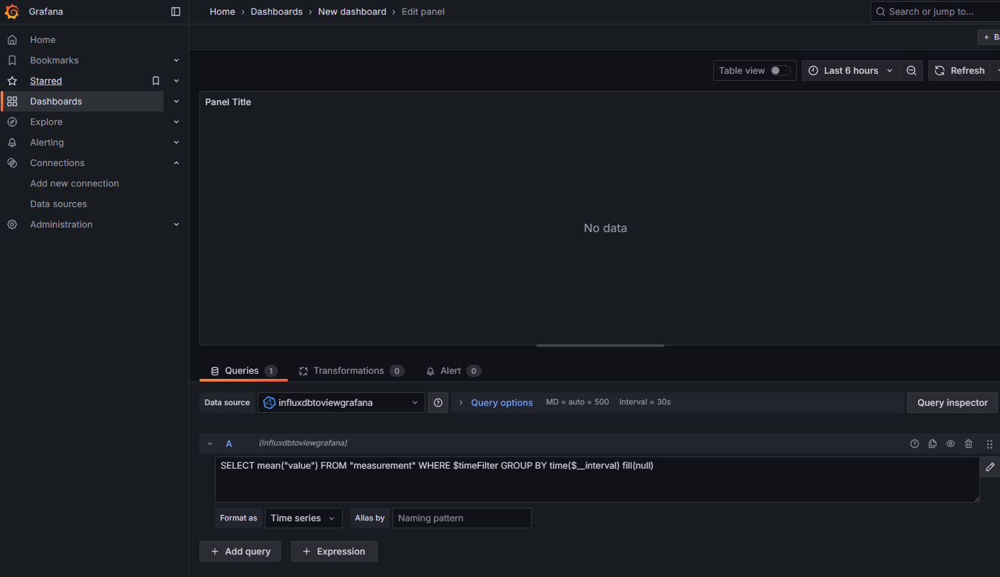 Grafana
Home › Dashboards › New dashboard › Edit panel
Search or jump to...
Home
Bookmarks
Starred
Dashboards
Explore
Alerting
Connections
Add new connection
Data sources
Administration
Table view
Last 6 hours
Refresh
Panel Title
No data
Queries 1
Transformations 0
Alert 0
Data source
influxdbtoviewgrafana
Query options
MD = auto = 500
Interval = 30s
Query inspector
A
(influxdbtoviewgrafana)
SELECT mean("value") FROM "measurement" WHERE $timeFilter GROUP BY time($__interval) fill(null)
Format as
Time series
Alias by
Naming pattern
+ Add query
+ Expression